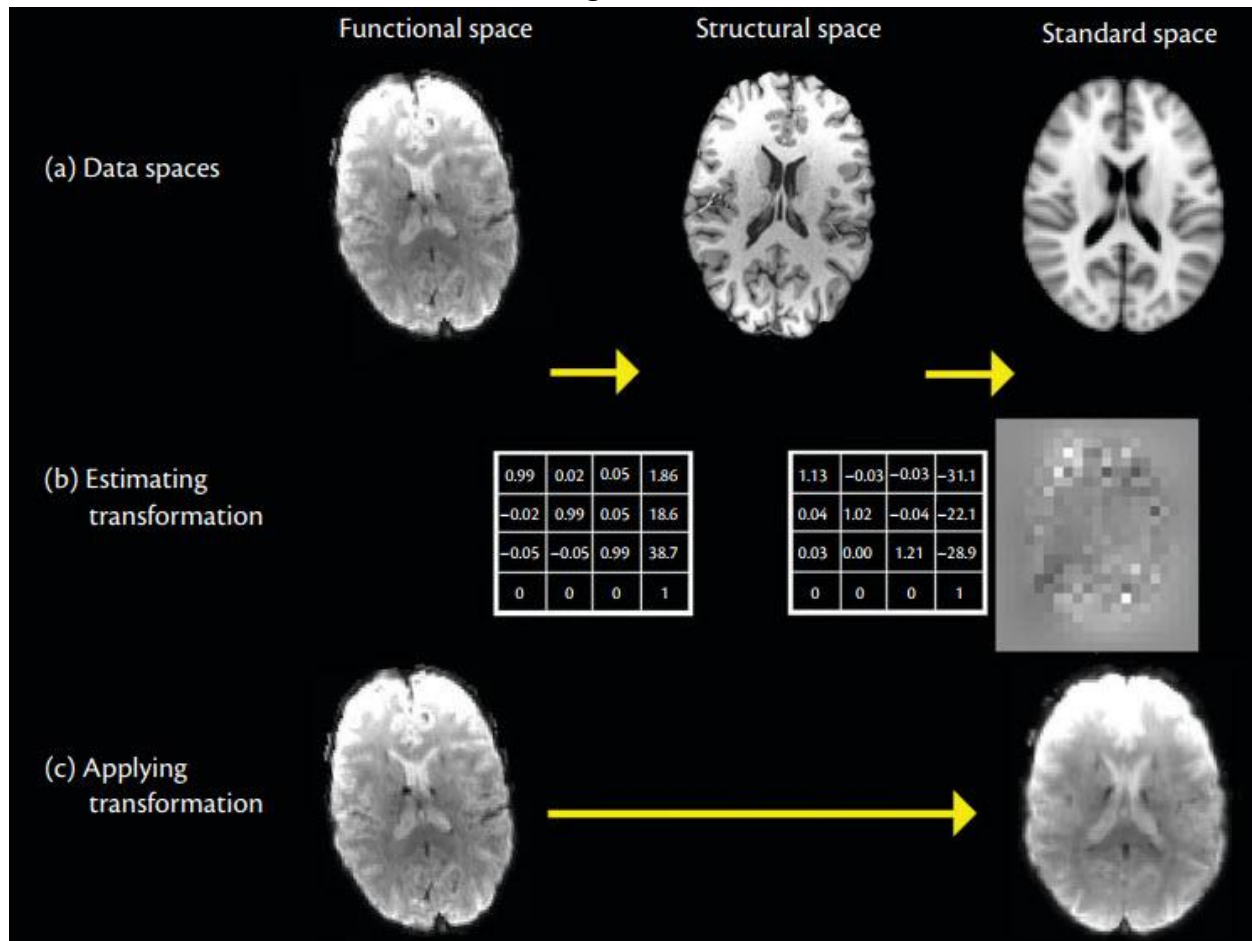 Functional space Structural space Standard space
(a) Data spaces
(b) Estimating
transformation
0.99 0.02 0.05 1.86
−0.02 0.99 0.05 18.6
−0.05 −0.05 0.99 38.7
0 0 0 1
1.13 −0.03 −0.03 −31.1
0.04 1.02 −0.04 −22.1
0.03 0.00 1.21 −28.9
0 0 0 1
(c) Applying
transformation